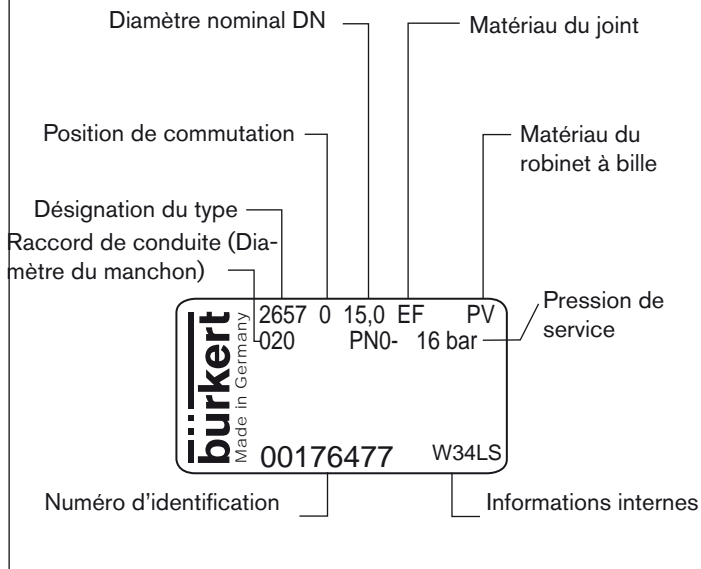 Diamètre nominal DN
Matériau du joint
Position de commutation
Matériau du
robinet à bille
Désignation du type
Raccord de conduite (Dia-
mètre du manchon)
Pression de
service
bürkert
Made in Germany
2657 0 15,0 EF PV
020 PN0- 16 bar
00176477 W34LS
Numéro d'identification
Informations internes